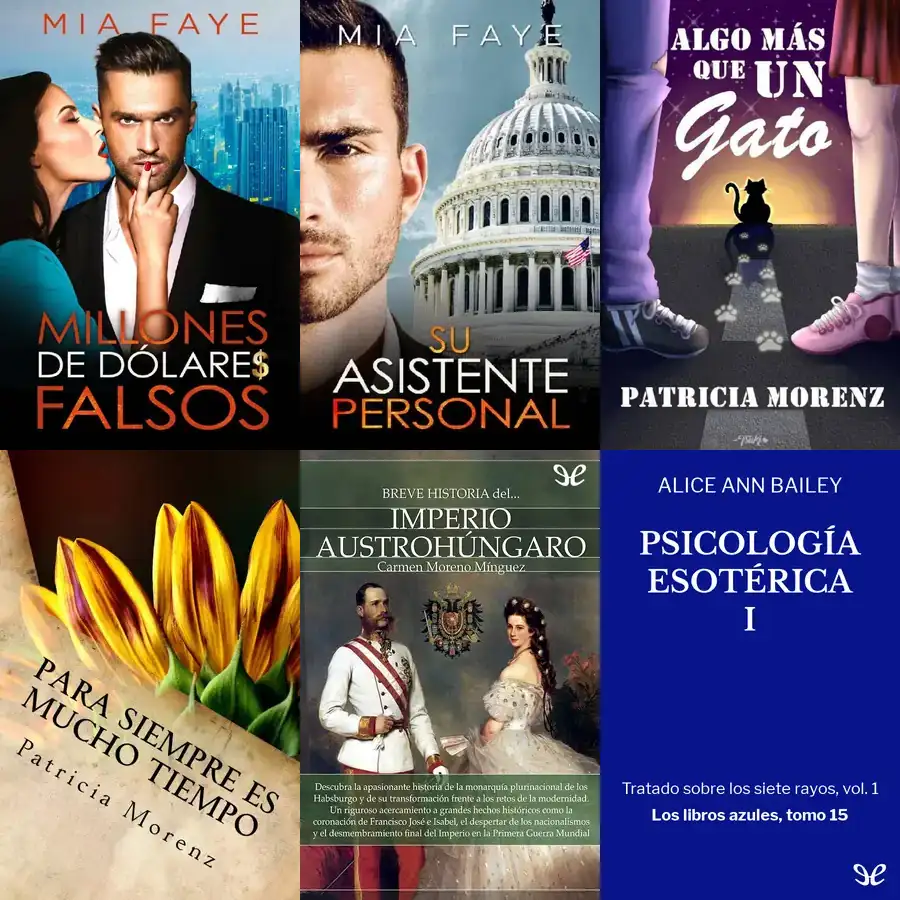 MIA FAYE
MILLONES
DE DÓLARE$
FALSOS
MIA FAYE
SU
ASISTENTE
PERSONAL
ALGO MÁS
QUE UN
Gato
PATRICIA MORENZ
PARA SIEMPRE ES
MUCHO TIEMPO
Patricia Morenz
BREVE HISTORIA del...
IMPERIO
AUSTROHÚNGARO
Carmen Moreno Mínguez
Descubra la apasionante historia de la monarquía plurinacional de los
Habsburgo y de su transformación frente a los retos de la modernidad.
Un riguroso acercamiento a grandes hechos históricos como la
coronación de Francisco José e Isabel, el despertar de los nacionalismos
y el desmembramiento final del Imperio en la Primera Guerra Mundial
ALICE ANN BAILEY
PSICOLOGÍA
ESOTÉRICA
I
Tratado sobre los siete rayos, vol. 1
Los libros azules, tomo 15